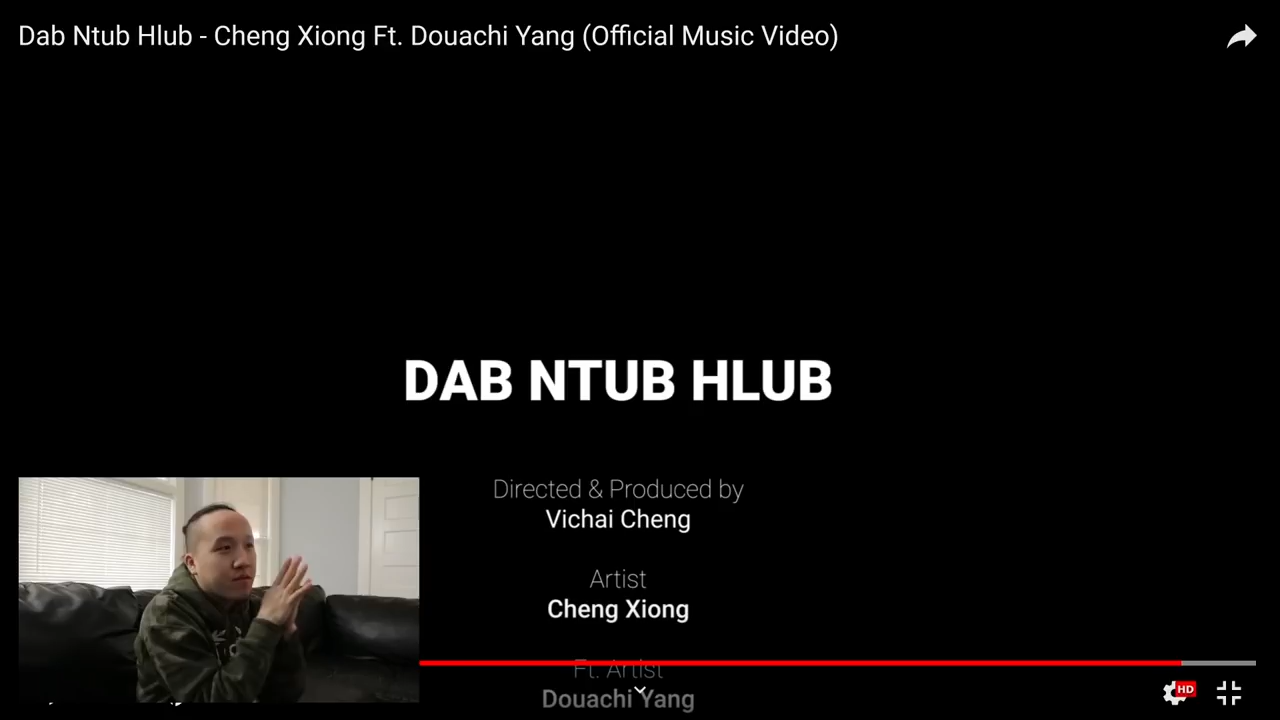 Dab Ntub Hlub - Cheng Xiong Ft. Douachi Yang (Official Music Video)
DAB NTUB HLUB
Directed & Produced by
Vichai Cheng
Artist
Cheng Xiong
Ft. Artist
Douachi Yang
HD